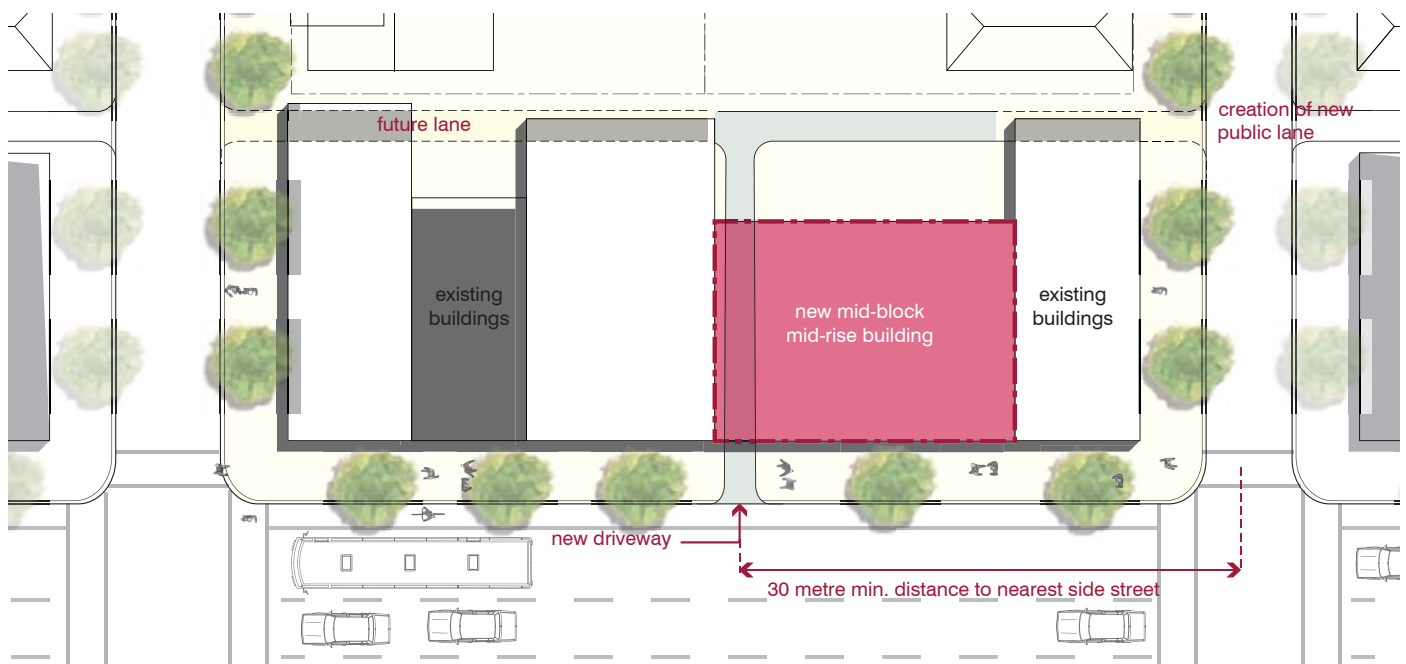 future lane
creation of new
public lane
existing
buildings
new mid-block
mid-rise building
existing
buildings
new driveway
30 metre min. distance to nearest side street